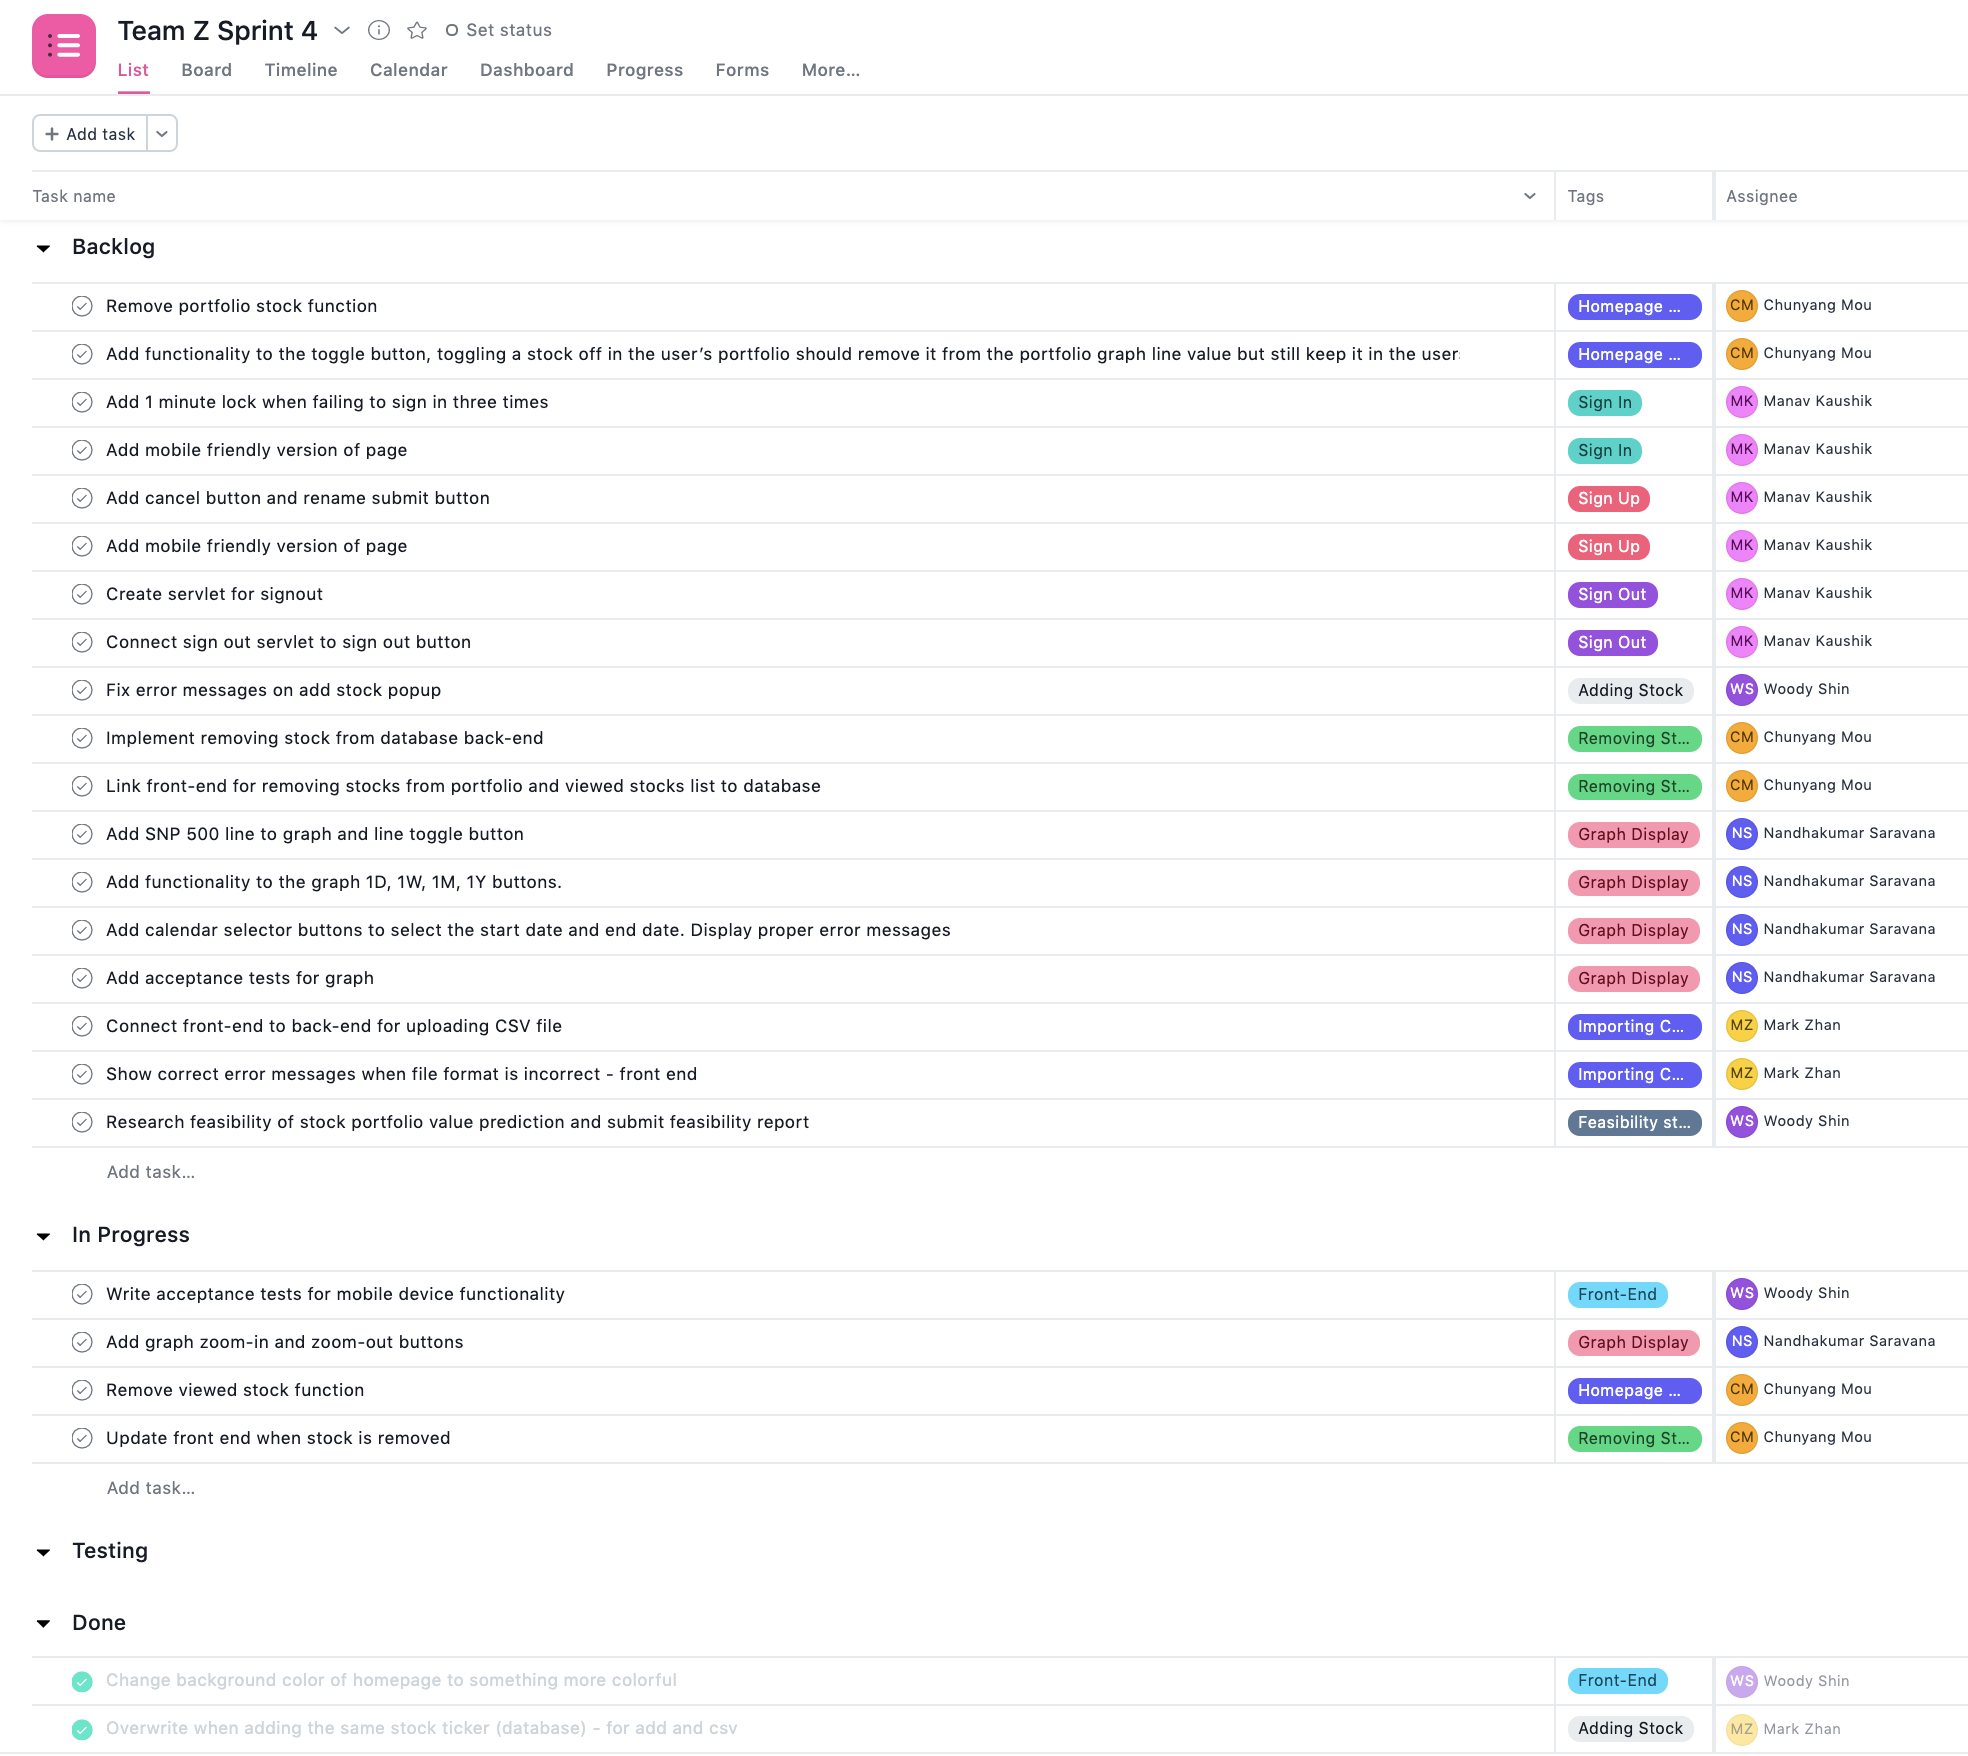 Team Z Sprint 4 Set status
List Board Timeline Calendar Dashboard Progress Forms More...
+ Add task
Task name Tags Assignee
Backlog
Remove portfolio stock function Homepage ... CM Chunyang Mou
Add functionality to the toggle button, toggling a stock off in the user’s portfolio should remove it from the portfolio graph line value but still keep it in the user Homepage ... CM Chunyang Mou
Add 1 minute lock when failing to sign in three times Sign In MK Manav Kaushik
Add mobile friendly version of page Sign In MK Manav Kaushik
Add cancel button and rename submit button Sign Up MK Manav Kaushik
Add mobile friendly version of page Sign Up MK Manav Kaushik
Create servlet for signout Sign Out MK Manav Kaushik
Connect sign out servlet to sign out button Sign Out MK Manav Kaushik
Fix error messages on add stock popup Adding Stock WS Woody Shin
Implement removing stock from database back-end Removing St... CM Chunyang Mou
Link front-end for removing stocks from portfolio and viewed stocks list to database Removing St... CM Chunyang Mou
Add SNP 500 line to graph and line toggle button Graph Display NS Nandhakumar Saravana
Add functionality to the graph 1D, 1W, 1M, 1Y buttons. Graph Display NS Nandhakumar Saravana
Add calendar selector buttons to select the start date and end date. Display proper error messages Graph Display NS Nandhakumar Saravana
Add acceptance tests for graph Graph Display NS Nandhakumar Saravana
Connect front-end to back-end for uploading CSV file Importing C... MZ Mark Zhan
Show correct error messages when file format is incorrect - front end Importing C... MZ Mark Zhan
Research feasibility of stock portfolio value prediction and submit feasibility report Feasibility st... WS Woody Shin
Add task...
In Progress
Write acceptance tests for mobile device functionality Front-End WS Woody Shin
Add graph zoom-in and zoom-out buttons Graph Display NS Nandhakumar Saravana
Remove viewed stock function Homepage ... CM Chunyang Mou
Update front end when stock is removed Removing St... CM Chunyang Mou
Add task...
Testing
Done
Change background color of homepage to something more colorful Front-End WS Woody Shin
Overwrite when adding the same stock ticker (database) - for add and csv Adding Stock MZ Mark Zhan